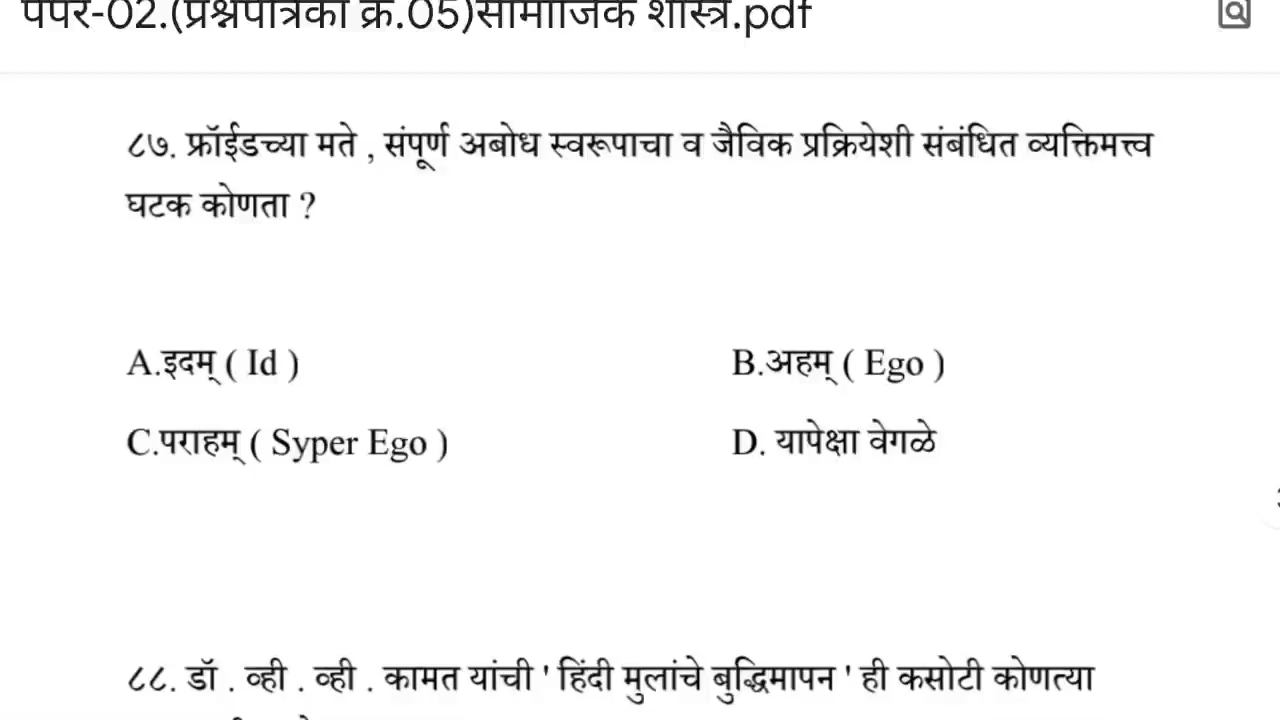 पेपर-02.(प्रश्नपत्रिका क्र.05)सामाजिक शास्त्र.pdf
८७. फ्रॉईडच्या मते , संपूर्ण अबोध स्वरूपाचा व जैविक प्रक्रियेशी संबंधित व्यक्तिमत्त्व
घटक कोणता ?
A.इदम् ( Id )
B.अहम् ( Ego )
C.पराहम् ( Syper Ego )
D. यापेक्षा वेगळे
८८. डॉ . व्ही . व्ही . कामत यांची ' हिंदी मुलांचे बुद्धिमापन ' ही कसोटी कोणत्या